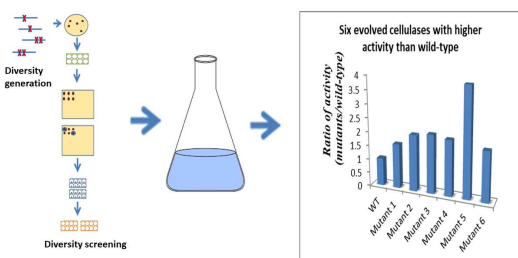 Diversity
generation
Diversity screening
Six evolved cellulases with higher
activity than wild-type
Ratio of activity
(mutants/wild-type)
4
3.5
3
2.5
2
1.5
1
0.5
0
WT
Mutant 1
Mutant 2
Mutant 3
Mutant 4
Mutant 5
Mutant 6